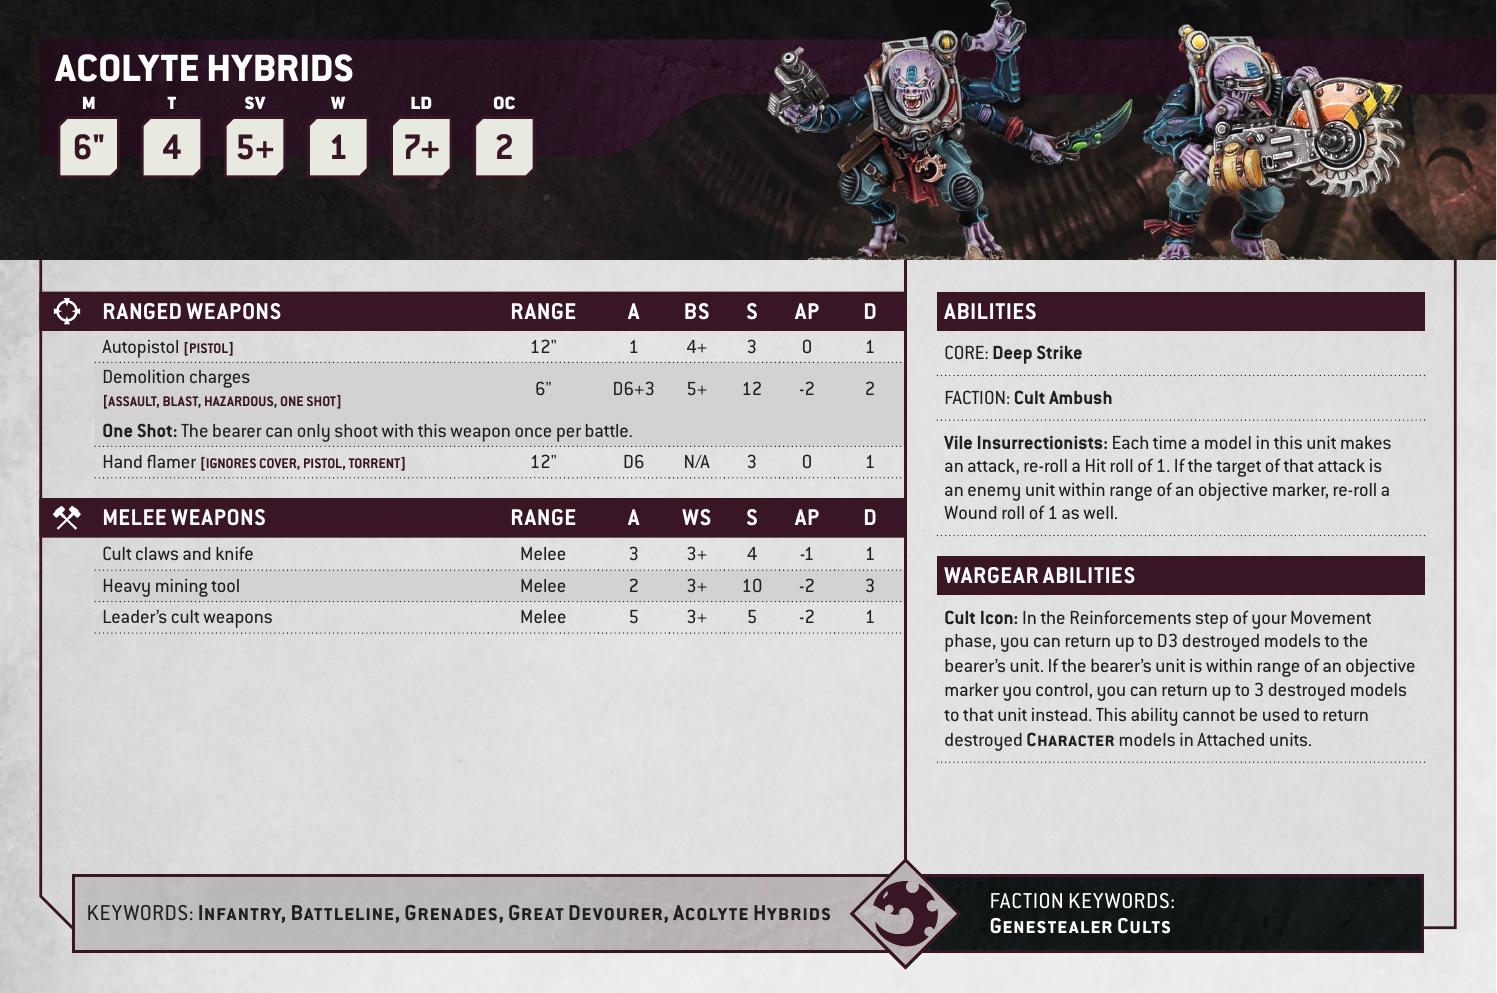 ACOLYTE HYBRIDS
M T SV W LD OC
6" 4 5+ 1 7+ 2
RANGED WEAPONS RANGE A BS S AP D
Autopistol [PISTOL] 12" 1 4+ 3 0 1
Demolition charges
[ASSAULT, BLAST, HAZARDOUS, ONE SHOT] 6" D6+3 5+ 12 -2 2
One Shot: The bearer can only shoot with this weapon once per battle.
Hand flamer [IGNORES COVER, PISTOL, TORRENT] 12" D6 N/A 3 0 1
MELEE WEAPONS RANGE A WS S AP D
Cult claws and knife Melee 3 3+ 4 -1 1
Heavy mining tool Melee 2 3+ 10 -2 3
Leader’s cult weapons Melee 5 3+ 5 -2 1
ABILITIES
CORE: Deep Strike
FACTION: Cult Ambush
Vile Insurrectionists: Each time a model in this unit makes
an attack, re-roll a Hit roll of 1. If the target of that attack is
an enemy unit within range of an objective marker, re-roll a
Wound roll of 1 as well.
WARGEAR ABILITIES
Cult Icon: In the Reinforcements step of your Movement
phase, you can return up to D3 destroyed models to the
bearer’s unit. If the bearer’s unit is within range of an objective
marker you control, you can return up to 3 destroyed models
to that unit instead. This ability cannot be used to return
destroyed CHARACTER models in Attached units.
KEYWORDS: INFANTRY, BATTLELINE, GRENADES, GREAT DEVOURER, ACOLYTE HYBRIDS
FACTION KEYWORDS:
GENESTEALER CULTS